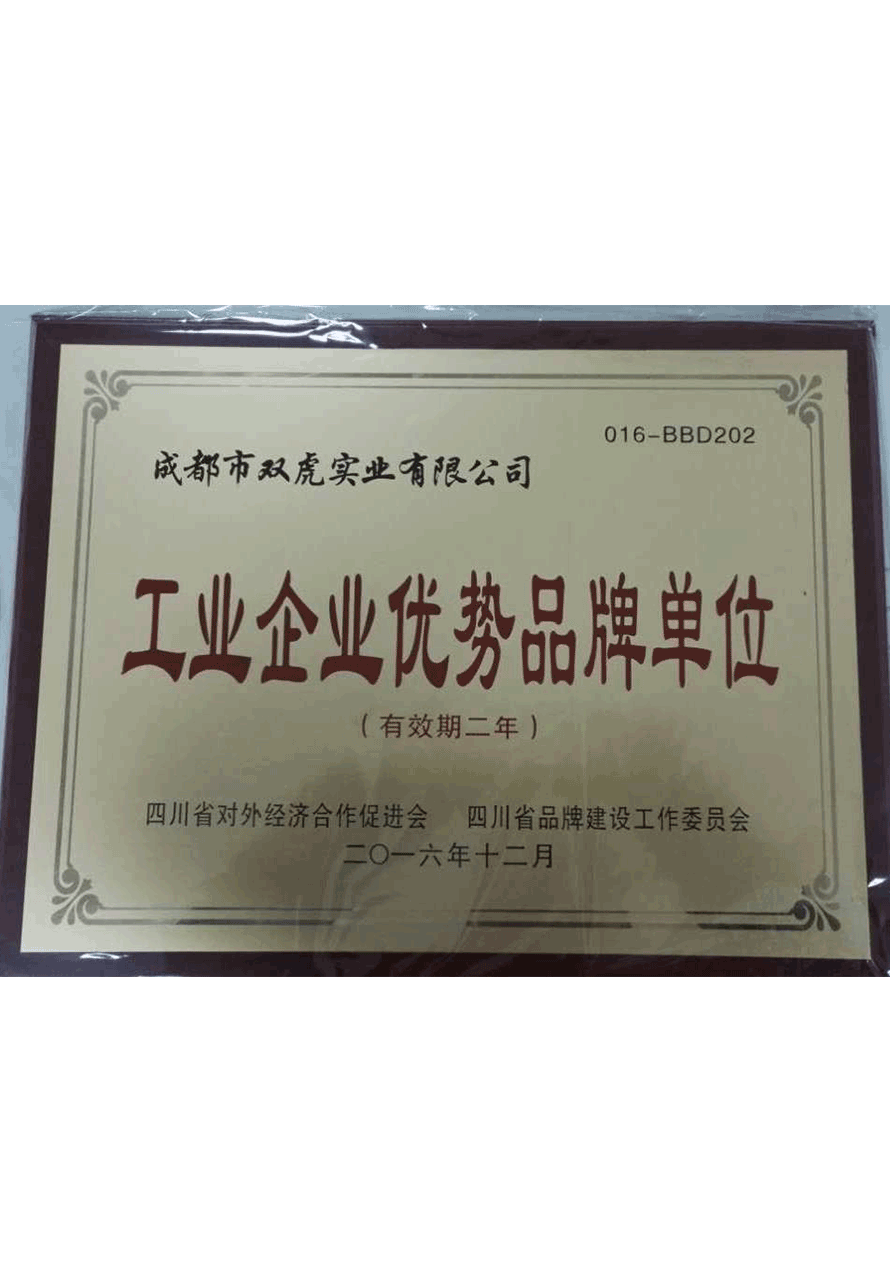 016-BBD202
成都市双虎实业有限公司
工业企业优势品牌单位
(有效期二年)
四川省对外经济合作促进会 四川省品牌建设工作委员会
二〇一六年十二月